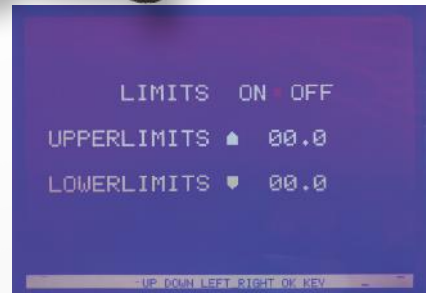 LIMITS ON OFF
UPPERLIMITS 00.0
LOWERLIMITS 00.0
UP DOWN LEFT RIGHT OK KEY